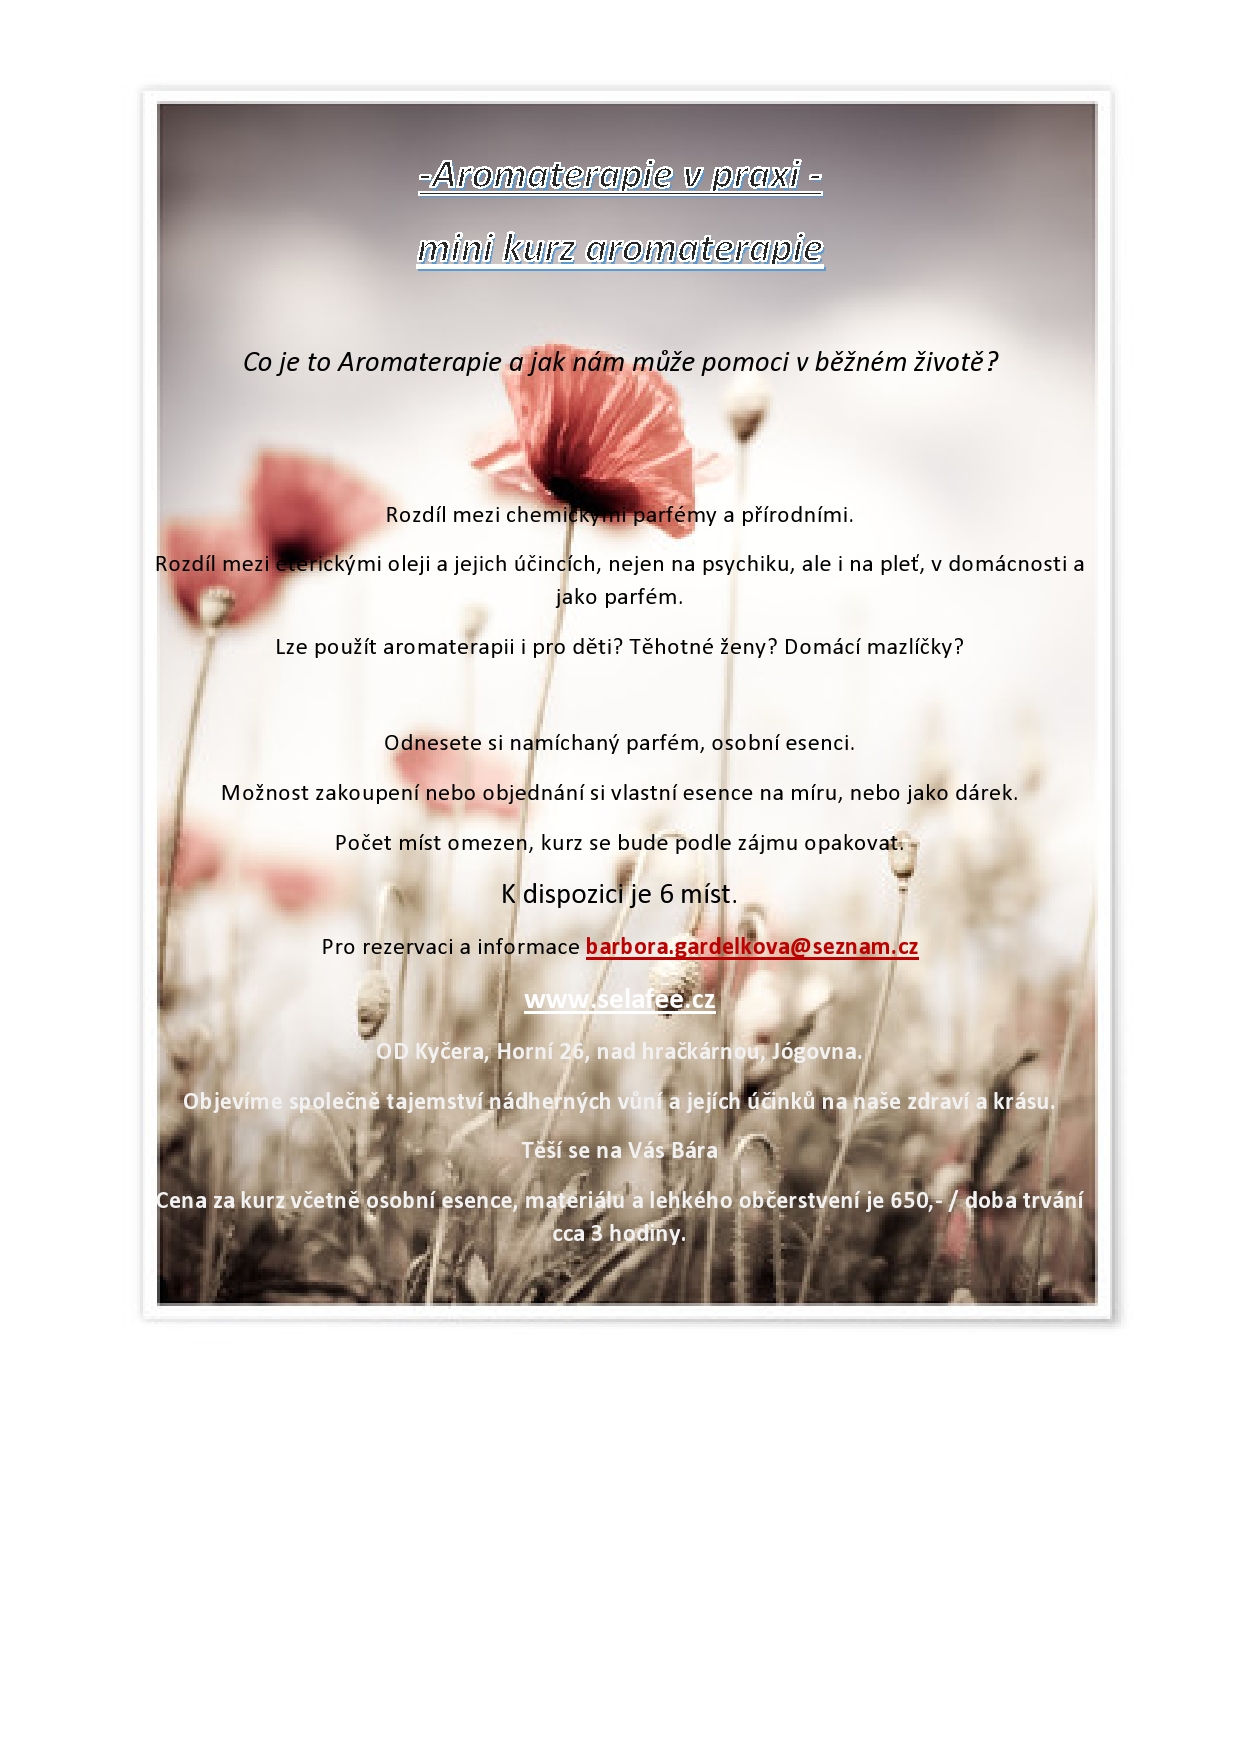 -Aromaterapie v praxi -
mini kurz aromaterapie
Co je to Aromaterapie a jak nám může pomoci v běžném životě?
Rozdíl mezi chemickými parfémy a přírodními.
Rozdíl mezi éterickými oleji a jejich účincích, nejen na psychiku, ale i na pleť, v domácnosti a
jako parfém.
Lze použít aromaterapii i pro děti? Těhotné ženy? Domácí mazlíčky?
Odnesete si namíchaný parfém, osobní esenci.
Možnost zakoupení nebo objednání si vlastní esence na míru, nebo jako dárek.
Počet míst omezen, kurz se bude podle zájmu opakovat.
K dispozici je 6 míst.
Pro rezervaci a informace barbora.gardelkova@seznam.cz
www.selafee.cz
OD Kyčera, Horní 26, nad hračkárnou, Jógovna.
Objevíme společně tajemství nádherných vůní a jejích účinků na naše zdraví a krásu.
Těší se na Vás Bára
Cena za kurz včetně osobní esence, materiálu a lehkého občerstvení je 650,- / doba trvání
cca 3 hodiny.